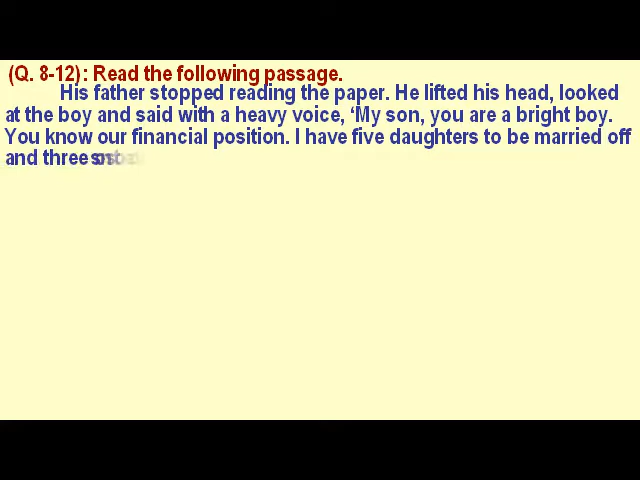 (Q. 8-12): Read the following passage.
His father stopped reading the paper. He lifted his head, looked
at the boy and said with a heavy voice, ‘My son, you are a bright boy.
You know our financial position. I have five daughters to be married off
and three